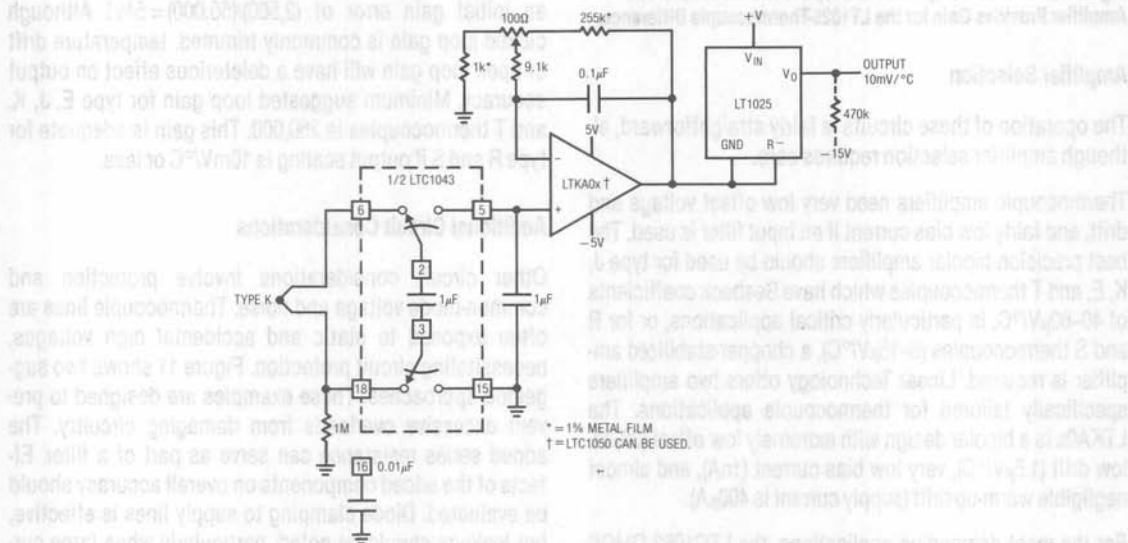 Amplifier Provides Gain for the LT1025-Thermocouple Difference
an initial gain error of (2,500)/(50,000)=5%! Although
closed loop gain is commonly trimmed, temperature drift
of open loop gain will have a deleterious effect on output
accuracy. Minimum suggested loop gain for type E, J, K,
and T thermocouples is 250,000. This gain is adequate for
type R and S if output scaling is 10mV/°C or less.
Amplifier Selection
The operation of these circuits is fairly straightforward, al-
though amplifier selection requires care.
Thermocouple amplifiers need very low offset voltage and
drift, and fairly low bias current if an input filter is used. The
best precision bipolar amplifiers should be used for type J,
K, E, and T thermocouples which have Seebeck coefficients
of 40-60μV/°C. In particularly critical applications, or for R
and S thermocouples (6-15μV/°C), a chopper-stabilized am-
plifier is required. Linear Technology offers two amplifiers
specifically tailored for thermocouple applications. The
LTKA0x is a bipolar design with extremely low offset
low drift (1.5μV/°C), very low bias current (1nA), and almost
negligible warm-up drift (supply current is 400μA).
For the most demanding applications, the LTC1052 CMOS
Additional Circuit Considerations
Other circuit considerations involve protection and
common-mode voltage and noise. Thermocouple lines are
often exposed to static and accidental high voltages,
necessitating circuit protection. Figure 11 shows two sug-
gested approaches. These examples are designed to pre-
vent excessive overloads from damaging circuitry. The
added series resistance can serve as part of a filter. Ef-
fects of the added components on overall accuracy should
be evaluated. Diode clamping to supply lines is effective,
but leakage should be noted, particularly when large cur-
100Ω
255k
1k*
9.1k
0.1μF
5V
-
+
LTKA0x †
-5V
+V
VIN
VO
LT1025
GND
R-
OUTPUT
10mV/°C
470k
-15V
1/2 LTC1043
6
5
2
1μF
3
1μF
18
15
TYPE K
1M
16
0.01μF
* = 1% METAL FILM
† = LTC1050 CAN BE USED.